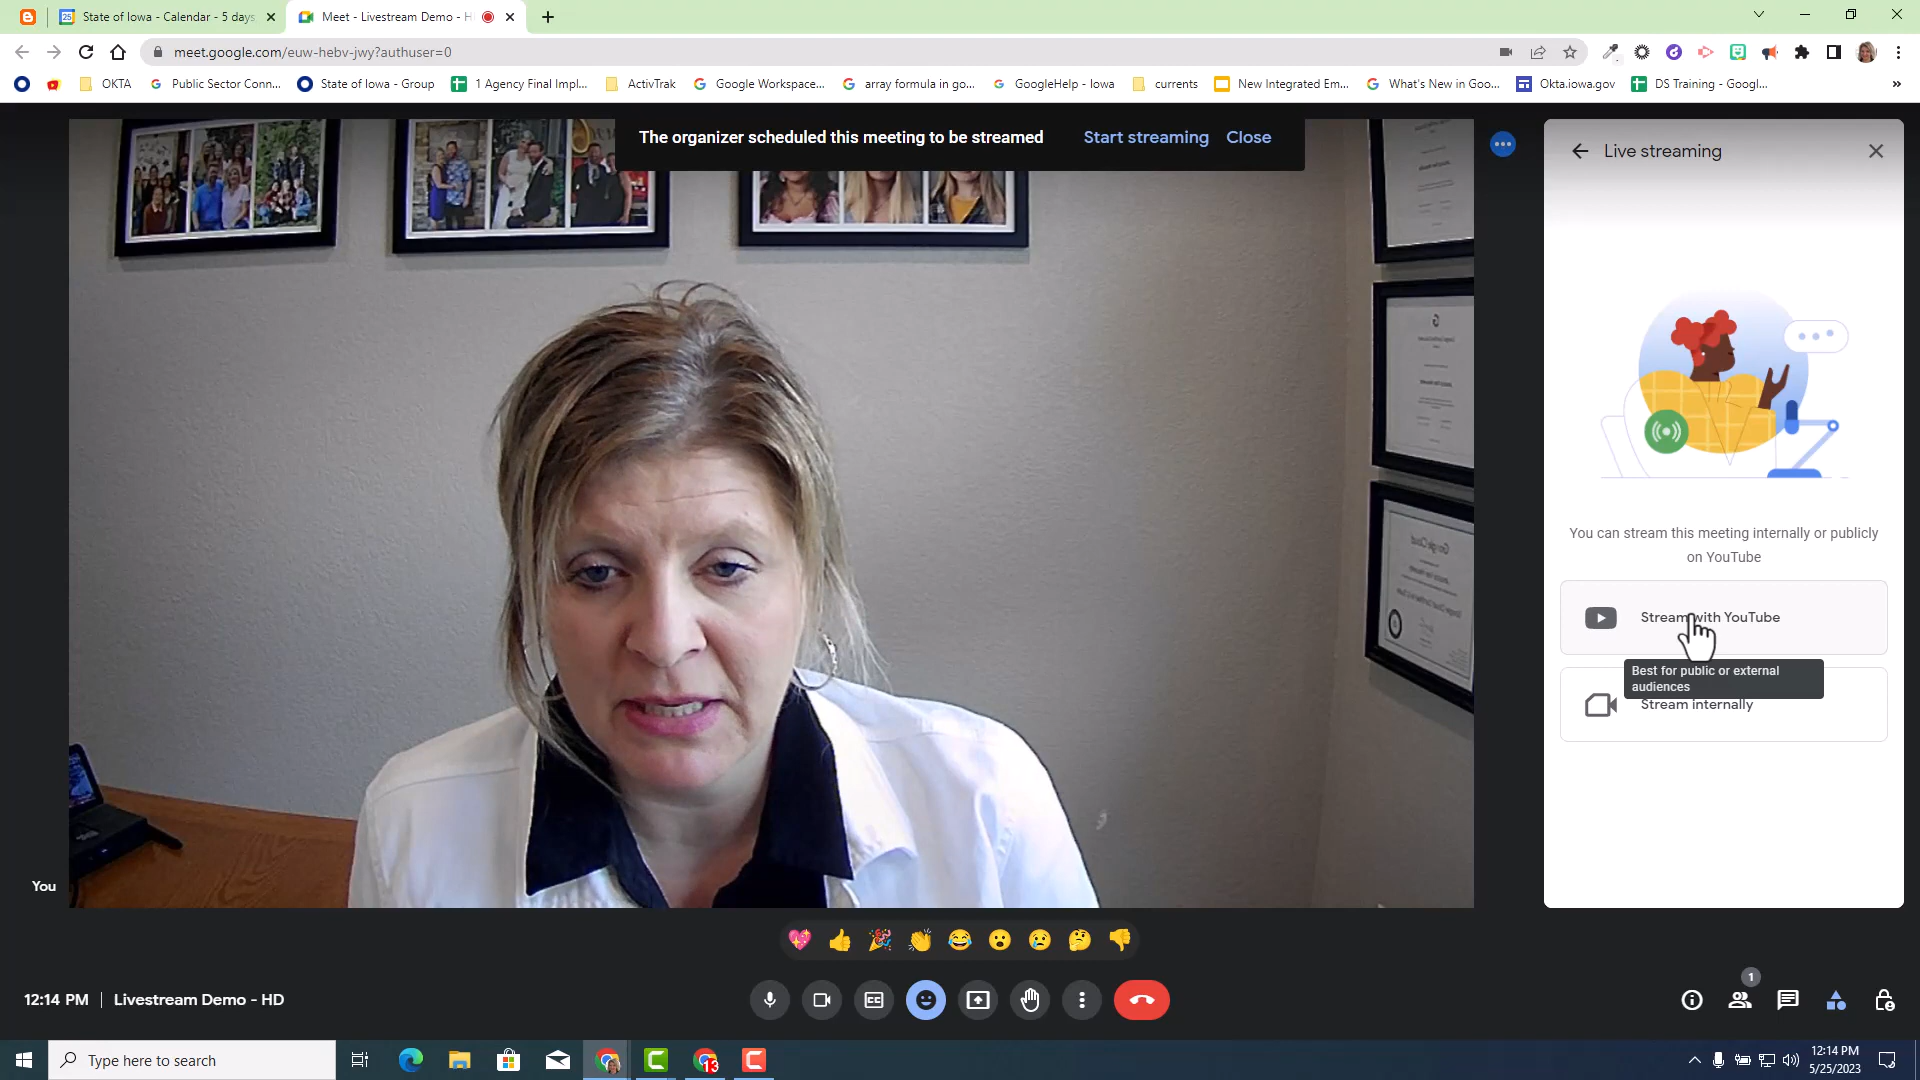 State of Iowa - Calendar - 5 days
Meet - Livestream Demo - H
meet.google.com/euw-hebv-jwy?authuser=0
OKTA
Public Sector Conn...
State of Iowa - Group
1 Agency Final Impl...
ActivTrak
Google Workspace...
array formula in go...
GoogleHelp - Iowa
currents
New Integrated Em...
What's New in Goo...
Okta.iowa.gov
DS Training - Googl...
»
The organizer scheduled this meeting to be streamed
Start streaming
Close
Live streaming
You can stream this meeting internally or publicly
on YouTube
Stream with YouTube
Best for public or external
audiences
Stream internally
You
12:14 PM | Livestream Demo - HD
1
Type here to search
13
12:14 PM
5/25/2023